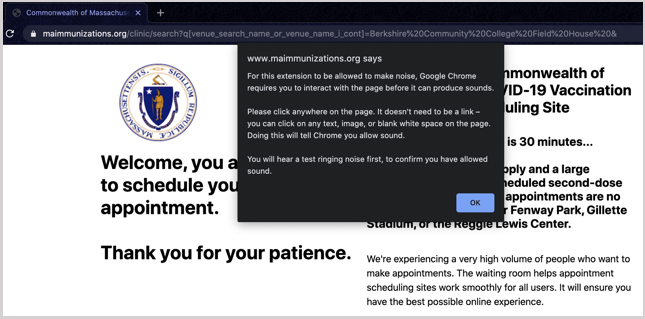 Commonwealth of Massachuse
maimmunizations.org/clinic/search?q[venue_search_name_or_venue_name_i_cont]=Berkshire%20Community%20College%20Field%20House%20&
www.maimmunizations.org says
For this extension to be allowed to make noise, Google Chrome
requires you to interact with the page before it can produce sounds.
Please click anywhere on the page. It doesn't need to be a link –
you can click on any text, image, or blank white space on the page.
Doing this will tell Chrome you allow sound.
You will hear a test ringing noise first, to confirm you have allowed
sound.
OK
Welcome, you a
to schedule you
appointment.
Thank you for your patience.
nmonwealth of
VID-19 Vaccination
uling Site
is 30 minutes...
pply and a large
heduled second-dose
appointments are no
r Fenway Park, Gillette
Stadium, or the Reggie Lewis Center.
We're experiencing a very high volume of people who want to
make appointments. The waiting room helps appointment
scheduling sites work smoothly for all users. It will ensure you
have the best possible online experience.